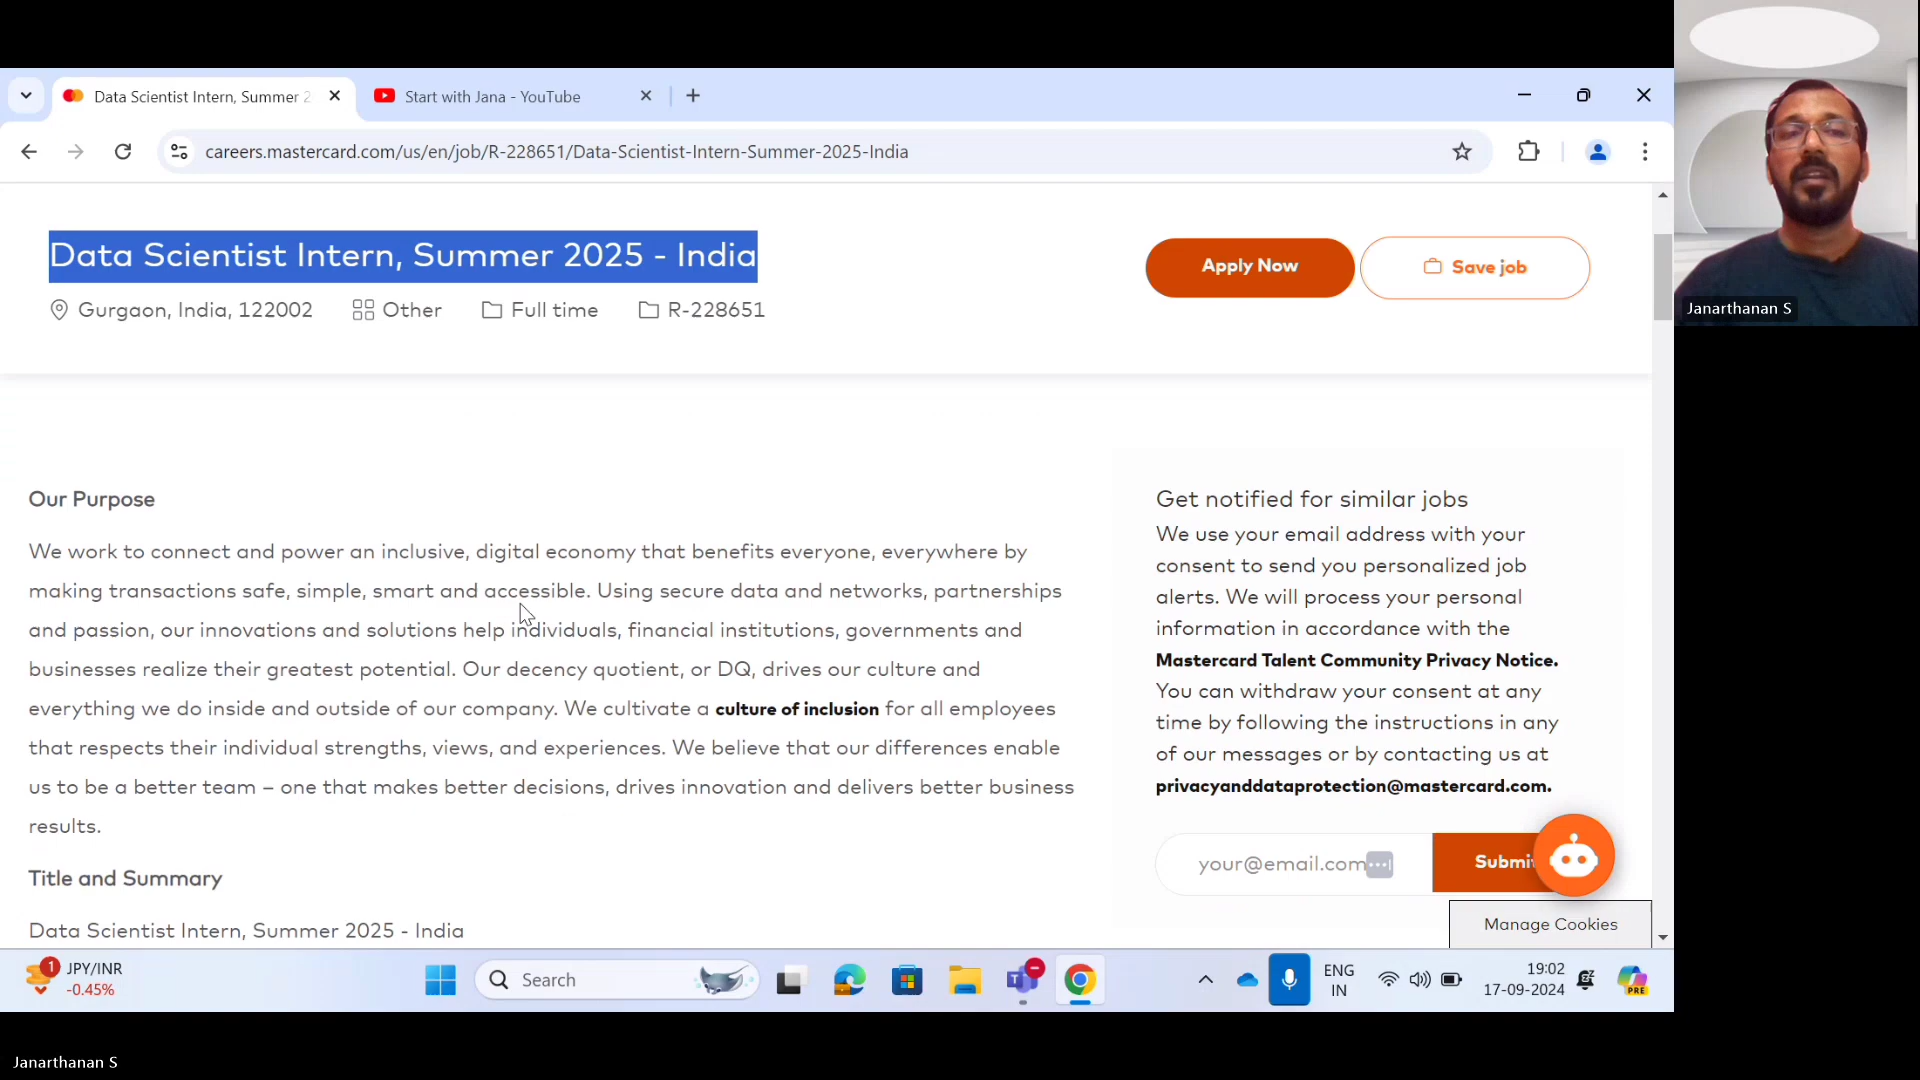 Data Scientist Intern, Summer 2
Start with Jana - YouTube
careers.mastercard.com/us/en/job/R-228651/Data-Scientist-Intern-Summer-2025-India
Data Scientist Intern, Summer 2025 - India
Gurgaon, India, 122002 Other Full time R-228651
Apply Now
Save job
Our Purpose
We work to connect and power an inclusive, digital economy that benefits everyone, everywhere by
making transactions safe, simple, smart and accessible. Using secure data and networks, partnerships
and passion, our innovations and solutions help individuals, financial institutions, governments and
businesses realize their greatest potential. Our decency quotient, or DQ, drives our culture and
everything we do inside and outside of our company. We cultivate a culture of inclusion for all employees
that respects their individual strengths, views, and experiences. We believe that our differences enable
us to be a better team – one that makes better decisions, drives innovation and delivers better business
results.
Title and Summary
Data Scientist Intern, Summer 2025 - India
Get notified for similar jobs
We use your email address with your
consent to send you personalized job
alerts. We will process your personal
information in accordance with the
Mastercard Talent Community Privacy Notice.
You can withdraw your consent at any
time by following the instructions in any
of our messages or by contacting us at
privacyanddataprotection@mastercard.com.
your@email.com
Submi
Manage Cookies
1
JPY/INR
-0.45%
Search
ENG
IN
19:02
17-09-2024
PRE
Janarthanan S
Janarthanan S